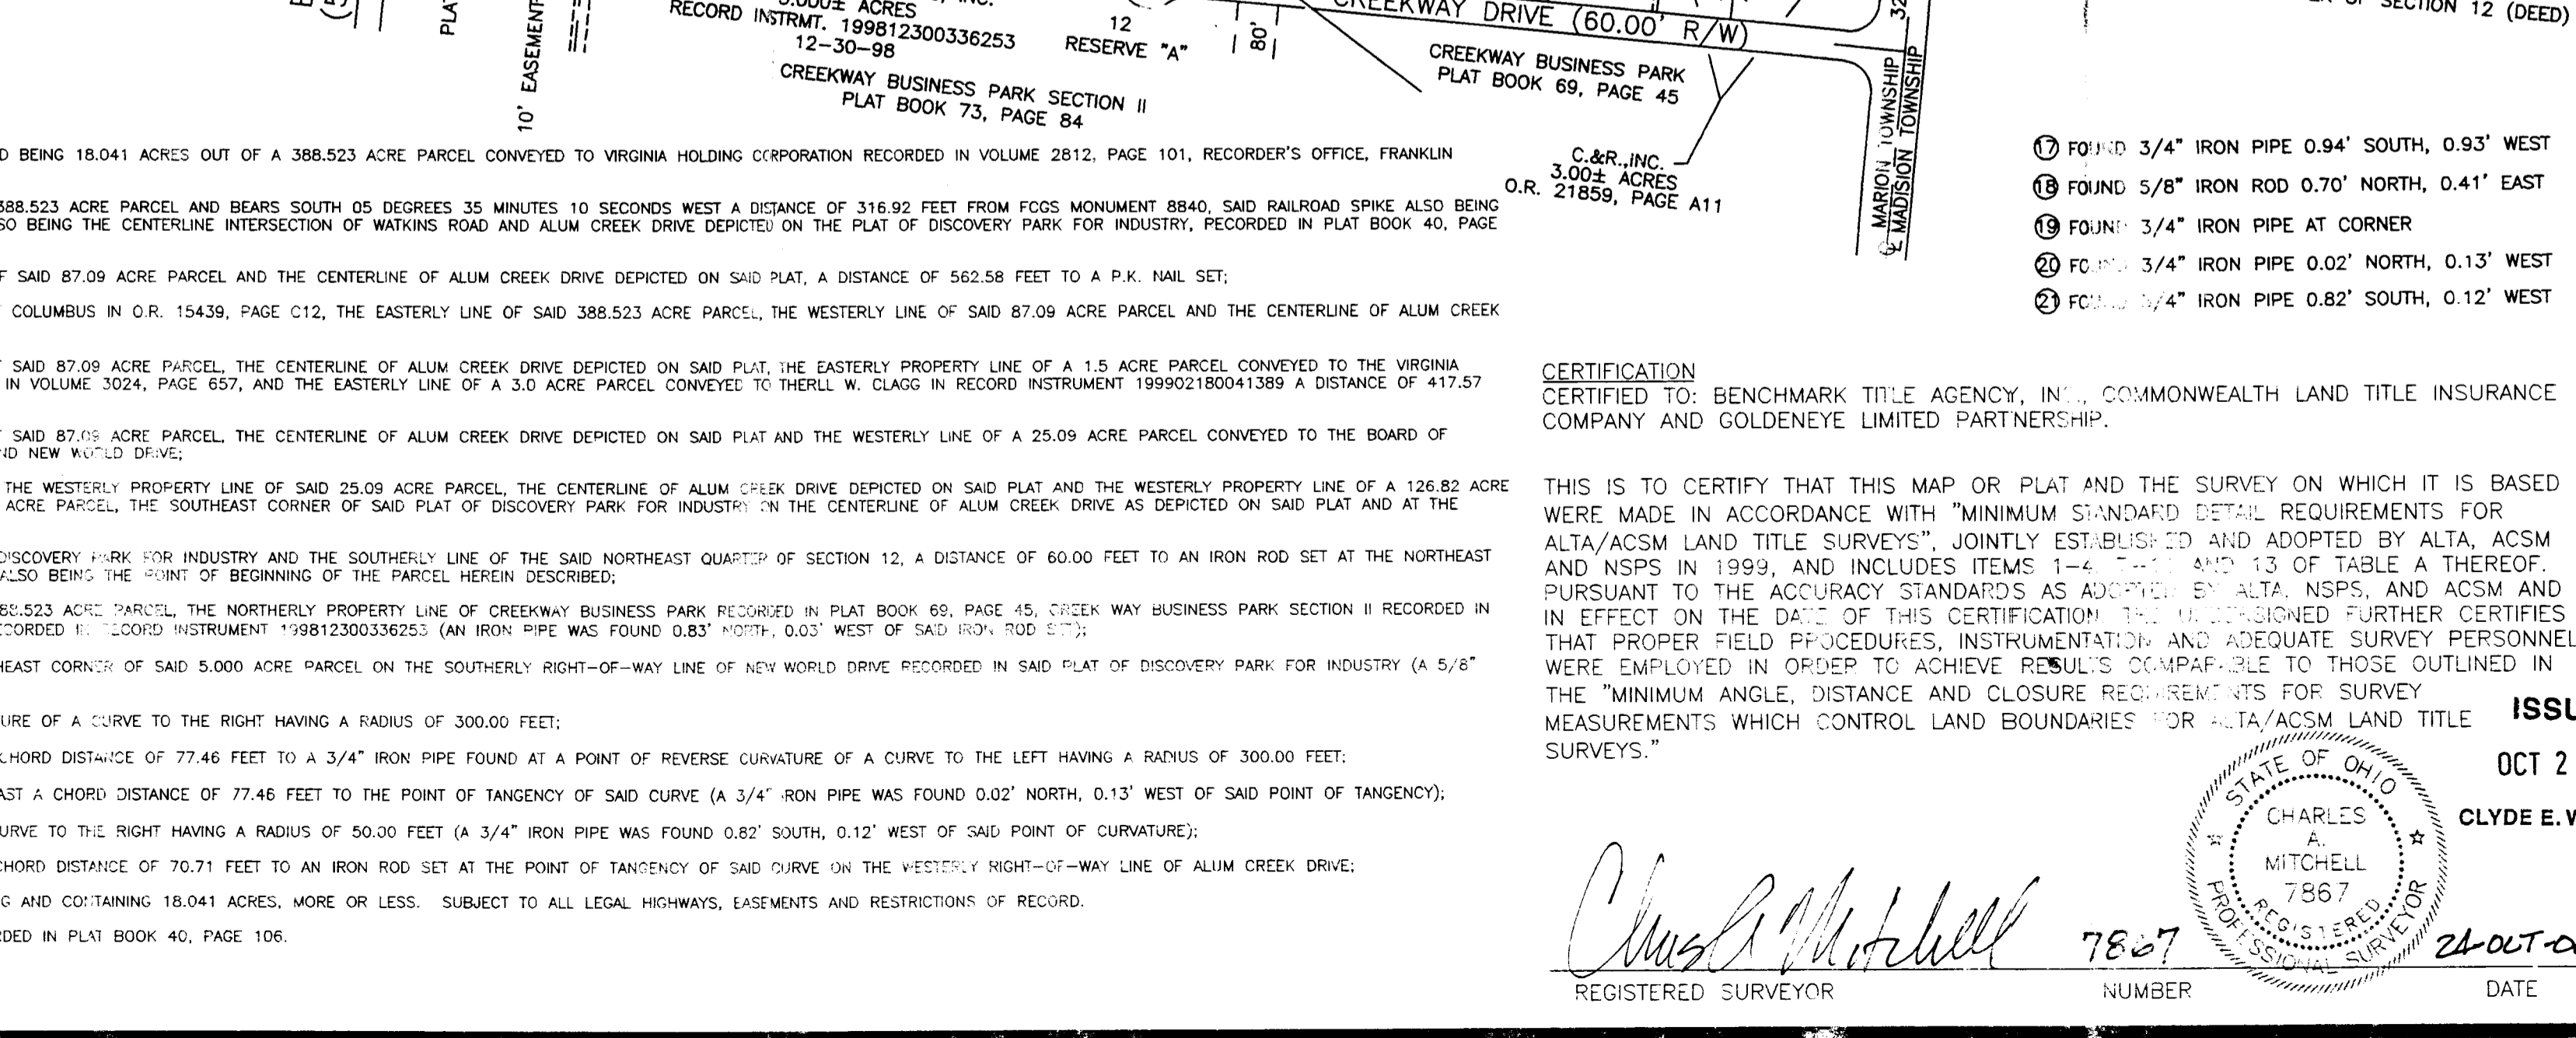 PLA
10' EASEMENT
5.000± ACRES
RECORD INSTRMT. 199812300336253
12-30-98
CREEKWAY BUSINESS PARK SECTION II
PLAT BOOK 73, PAGE 84
12
RESERVE "A"
80'
CREEKWAY DRIVE (60.00' R/W)
CREEKWAY BUSINESS PARK
PLAT BOOK 69, PAGE 45
C.&R.,INC.
3.00± ACRES
O.R. 21859, PAGE A11
MARION TOWNSHIP
MADISION TOWNSHIP
32
OF SECTION 12 (DEED)
17 FOUND 3/4" IRON PIPE 0.94' SOUTH, 0.93' WEST
18 FOUND 5/8" IRON ROD 0.70' NORTH, 0.41' EAST
19 FOUND 3/4" IRON PIPE AT CORNER
20 FOUND 3/4" IRON PIPE 0.02' NORTH, 0.13' WEST
21 FOUND 3/4" IRON PIPE 0.82' SOUTH, 0.12' WEST
D BEING 18.041 ACRES OUT OF A 388.523 ACRE PARCEL CONVEYED TO VIRGINIA HOLDING CORPORATION RECORDED IN VOLUME 2812, PAGE 101, RECORDER'S OFFICE, FRANKLIN
388.523 ACRE PARCEL AND BEARS SOUTH 05 DEGREES 35 MINUTES 10 SECONDS WEST A DISTANCE OF 316.92 FEET FROM FCGS MONUMENT 8840, SAID RAILROAD SPIKE ALSO BEING
SO BEING THE CENTERLINE INTERSECTION OF WATKINS ROAD AND ALUM CREEK DRIVE DEPICTED ON THE PLAT OF DISCOVERY PARK FOR INDUSTRY, RECORDED IN PLAT BOOK 40, PAGE
F SAID 87.09 ACRE PARCEL AND THE CENTERLINE OF ALUM CREEK DRIVE DEPICTED ON SAID PLAT, A DISTANCE OF 562.58 FEET TO A P.K. NAIL SET;
COLUMBUS IN O.R. 15439, PAGE C12, THE EASTERLY LINE OF SAID 388.523 ACRE PARCEL, THE WESTERLY LINE OF SAID 87.09 ACRE PARCEL AND THE CENTERLINE OF ALUM CREEK
SAID 87.09 ACRE PARCEL, THE CENTERLINE OF ALUM CREEK DRIVE DEPICTED ON SAID PLAT, THE EASTERLY PROPERTY LINE OF A 1.5 ACRE PARCEL CONVEYED TO THE VIRGINIA
IN VOLUME 3024, PAGE 657, AND THE EASTERLY LINE OF A 3.0 ACRE PARCEL CONVEYED TO THERLL W. CLAGG IN RECORD INSTRUMENT 199902180041389 A DISTANCE OF 417.57
SAID 87.09 ACRE PARCEL, THE CENTERLINE OF ALUM CREEK DRIVE DEPICTED ON SAID PLAT AND THE WESTERLY LINE OF A 25.09 ACRE PARCEL CONVEYED TO THE BOARD OF
ND NEW WORLD DRIVE;
THE WESTERLY PROPERTY LINE OF SAID 25.09 ACRE PARCEL, THE CENTERLINE OF ALUM CREEK DRIVE DEPICTED ON SAID PLAT AND THE WESTERLY PROPERTY LINE OF A 126.82 ACRE
ACRE PARCEL, THE SOUTHEAST CORNER OF SAID PLAT OF DISCOVERY PARK FOR INDUSTRY ON THE CENTERLINE OF ALUM CREEK DRIVE AS DEPICTED ON SAID PLAT AND AT THE
DISCOVERY PARK FOR INDUSTRY AND THE SOUTHERLY LINE OF THE SAID NORTHEAST QUARTER OF SECTION 12, A DISTANCE OF 60.00 FEET TO AN IRON ROD SET AT THE NORTHEAST
ALSO BEING THE POINT OF BEGINNING OF THE PARCEL HEREIN DESCRIBED;
88.523 ACRE PARCEL, THE NORTHERLY PROPERTY LINE OF CREEKWAY BUSINESS PARK RECORDED IN PLAT BOOK 69, PAGE 45, CREEK WAY BUSINESS PARK SECTION II RECORDED IN
CORDED IN RECORD INSTRUMENT 199812300336253 (AN IRON PIPE WAS FOUND 0.83' NORTH, 0.03' WEST OF SAID IRON ROD SET);
HEAST CORNER OF SAID 5.000 ACRE PARCEL ON THE SOUTHERLY RIGHT-OF-WAY LINE OF NEW WORLD DRIVE RECORDED IN SAID PLAT OF DISCOVERY PARK FOR INDUSTRY (A 5/8"
URE OF A CURVE TO THE RIGHT HAVING A RADIUS OF 300.00 FEET;
CHORD DISTANCE OF 77.46 FEET TO A 3/4" IRON PIPE FOUND AT A POINT OF REVERSE CURVATURE OF A CURVE TO THE LEFT HAVING A RADIUS OF 300.00 FEET;
AST A CHORD DISTANCE OF 77.46 FEET TO THE POINT OF TANGENCY OF SAID CURVE (A 3/4" IRON PIPE WAS FOUND 0.02' NORTH, 0.13' WEST OF SAID POINT OF TANGENCY);
URVE TO THE RIGHT HAVING A RADIUS OF 50.00 FEET (A 3/4" IRON PIPE WAS FOUND 0.82' SOUTH, 0.12' WEST OF SAID POINT OF CURVATURE);
CHORD DISTANCE OF 70.71 FEET TO AN IRON ROD SET AT THE POINT OF TANGENCY OF SAID CURVE ON THE WESTERLY RIGHT-OF-WAY LINE OF ALUM CREEK DRIVE;
G AND CONTAINING 18.041 ACRES, MORE OR LESS. SUBJECT TO ALL LEGAL HIGHWAYS, EASEMENTS AND RESTRICTIONS OF RECORD.
RDED IN PLAT BOOK 40, PAGE 106.
CERTIFICATION
CERTIFIED TO: BENCHMARK TITLE AGENCY, INC., COMMONWEALTH LAND TITLE INSURANCE
COMPANY AND GOLDENEYE LIMITED PARTNERSHIP.
THIS IS TO CERTIFY THAT THIS MAP OR PLAT AND THE SURVEY ON WHICH IT IS BASED
WERE MADE IN ACCORDANCE WITH "MINIMUM STANDARD DETAIL REQUIREMENTS FOR
ALTA/ACSM LAND TITLE SURVEYS", JOINTLY ESTABLISHED AND ADOPTED BY ALTA, ACSM
AND NSPS IN 1999, AND INCLUDES ITEMS 1-4, AND 13 OF TABLE A THEREOF.
PURSUANT TO THE ACCURACY STANDARDS AS ADOPTED BY ALTA, NSPS, AND ACSM AND
IN EFFECT ON THE DATE OF THIS CERTIFICATION. THE UNDERSIGNED FURTHER CERTIFIES
THAT PROPER FIELD PROCEDURES, INSTRUMENTATION AND ADEQUATE SURVEY PERSONNEL
WERE EMPLOYED IN ORDER TO ACHIEVE RESULTS COMPARABLE TO THOSE OUTLINED IN
THE "MINIMUM ANGLE, DISTANCE AND CLOSURE REQUIREMENTS FOR SURVEY
MEASUREMENTS WHICH CONTROL LAND BOUNDARIES FOR ALTA/ACSM LAND TITLE
SURVEYS."
ISSU
OCT 2
CLYDE E. W
STATE OF OHIO
CHARLES
A.
MITCHELL
7867
REGISTERED
PROFESSIONAL SURVEYOR
Chas A Mitchell
7867
24-OCT-0
REGISTERED SURVEYOR
NUMBER
DATE